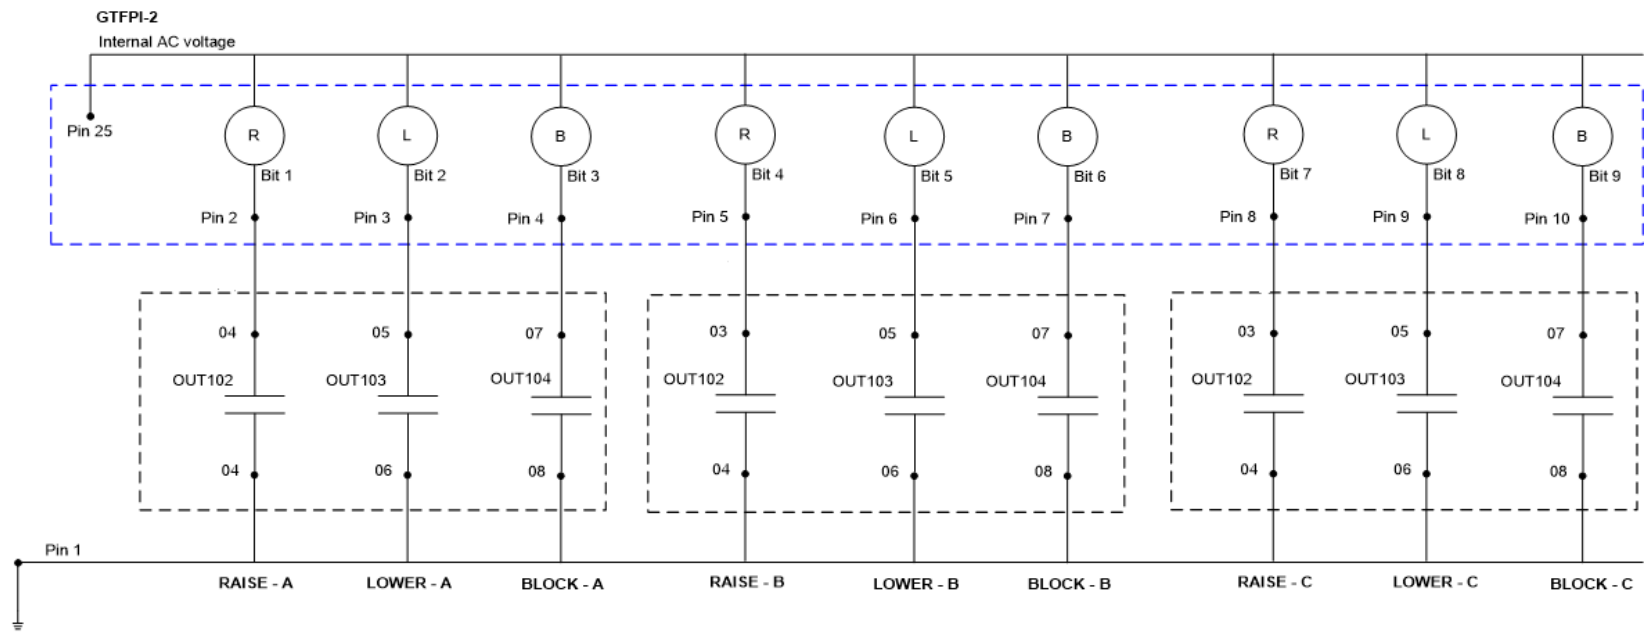 GTFPI-2
Internal AC voltage
Pin 25
R L B R L B R L B
Bit 1 Bit 2 Bit 3 Bit 4 Bit 5 Bit 6 Bit 7 Bit 8 Bit 9
Pin 2 Pin 3 Pin 4 Pin 5 Pin 6 Pin 7 Pin 8 Pin 9 Pin 10
04 05 07 03 05 07 03 05 07
OUT102 OUT103 OUT104 OUT102 OUT103 OUT104 OUT102 OUT103 OUT104
04 06 08 04 06 08 04 06 08
Pin 1
RAISE - A LOWER - A BLOCK - A RAISE - B LOWER - B BLOCK - B RAISE - C LOWER - C BLOCK - C